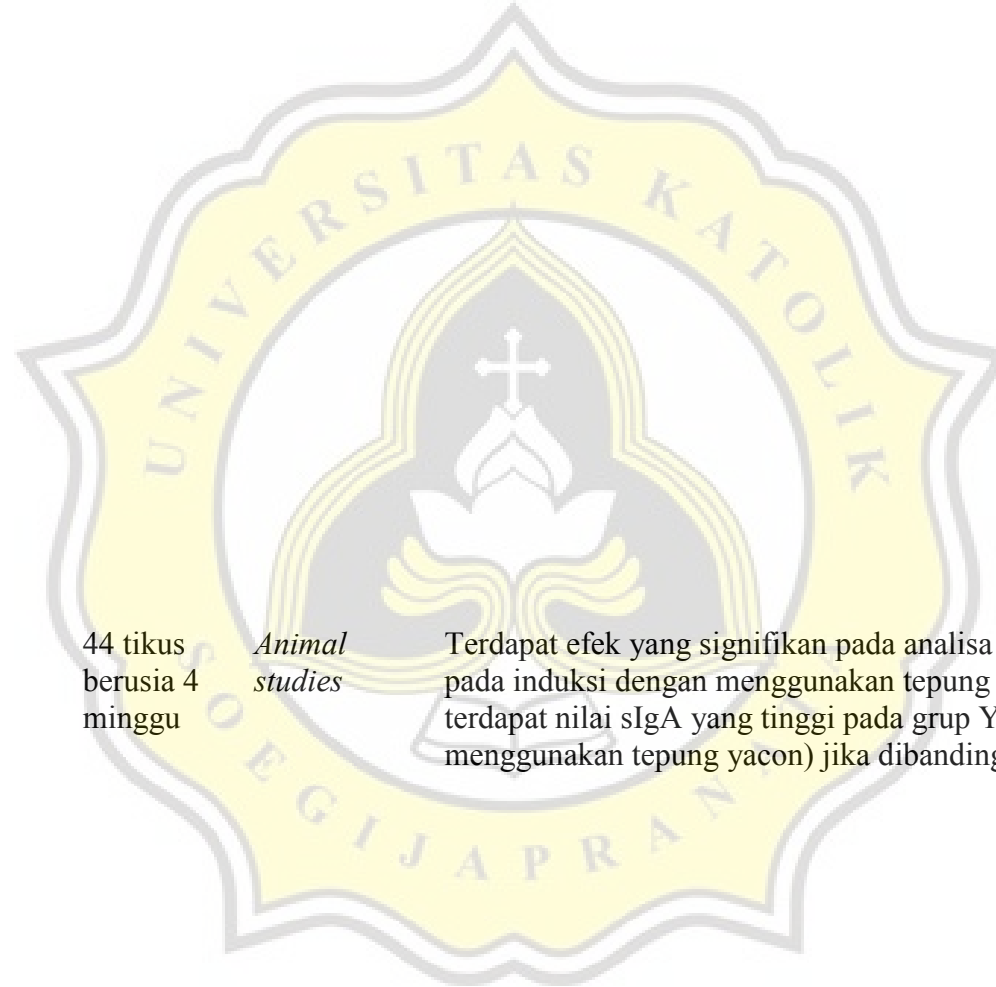 UNIVERSITAS KATOLIK
44 tikus berusia 4 minggu
Animal studies
Terdapat efek yang signifikan pada analisa
pada induksi dengan menggunakan tepung
terdapat nilai sIgA yang tinggi pada grup Y
menggunakan tepung yacon) jika dibanding
SOEGIJAPRANATA